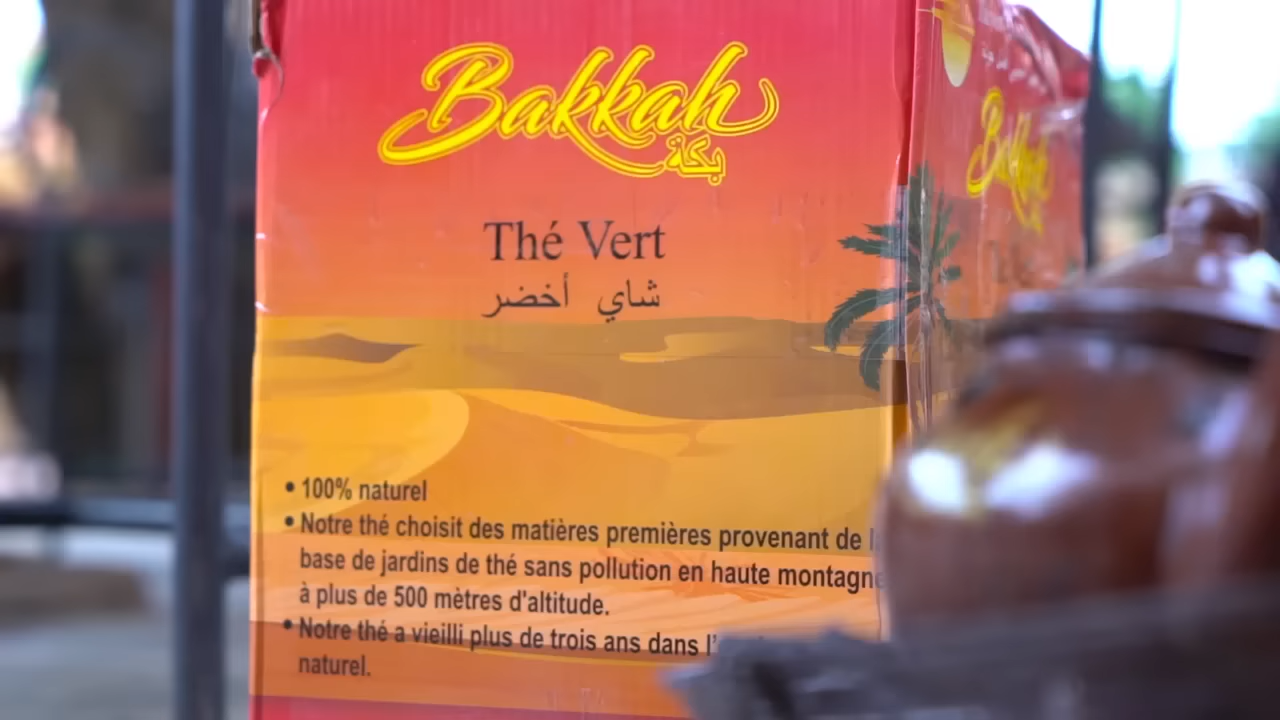 Bakkah
بكة
Thé Vert
شاي أخضر
• 100% naturel
• Notre thé choisit des matières premières provenant de
base de jardins de thé sans pollution en haute montagne
à plus de 500 mètres d'altitude.
• Notre thé a vieilli plus de trois ans dans
naturel.
Bakkah